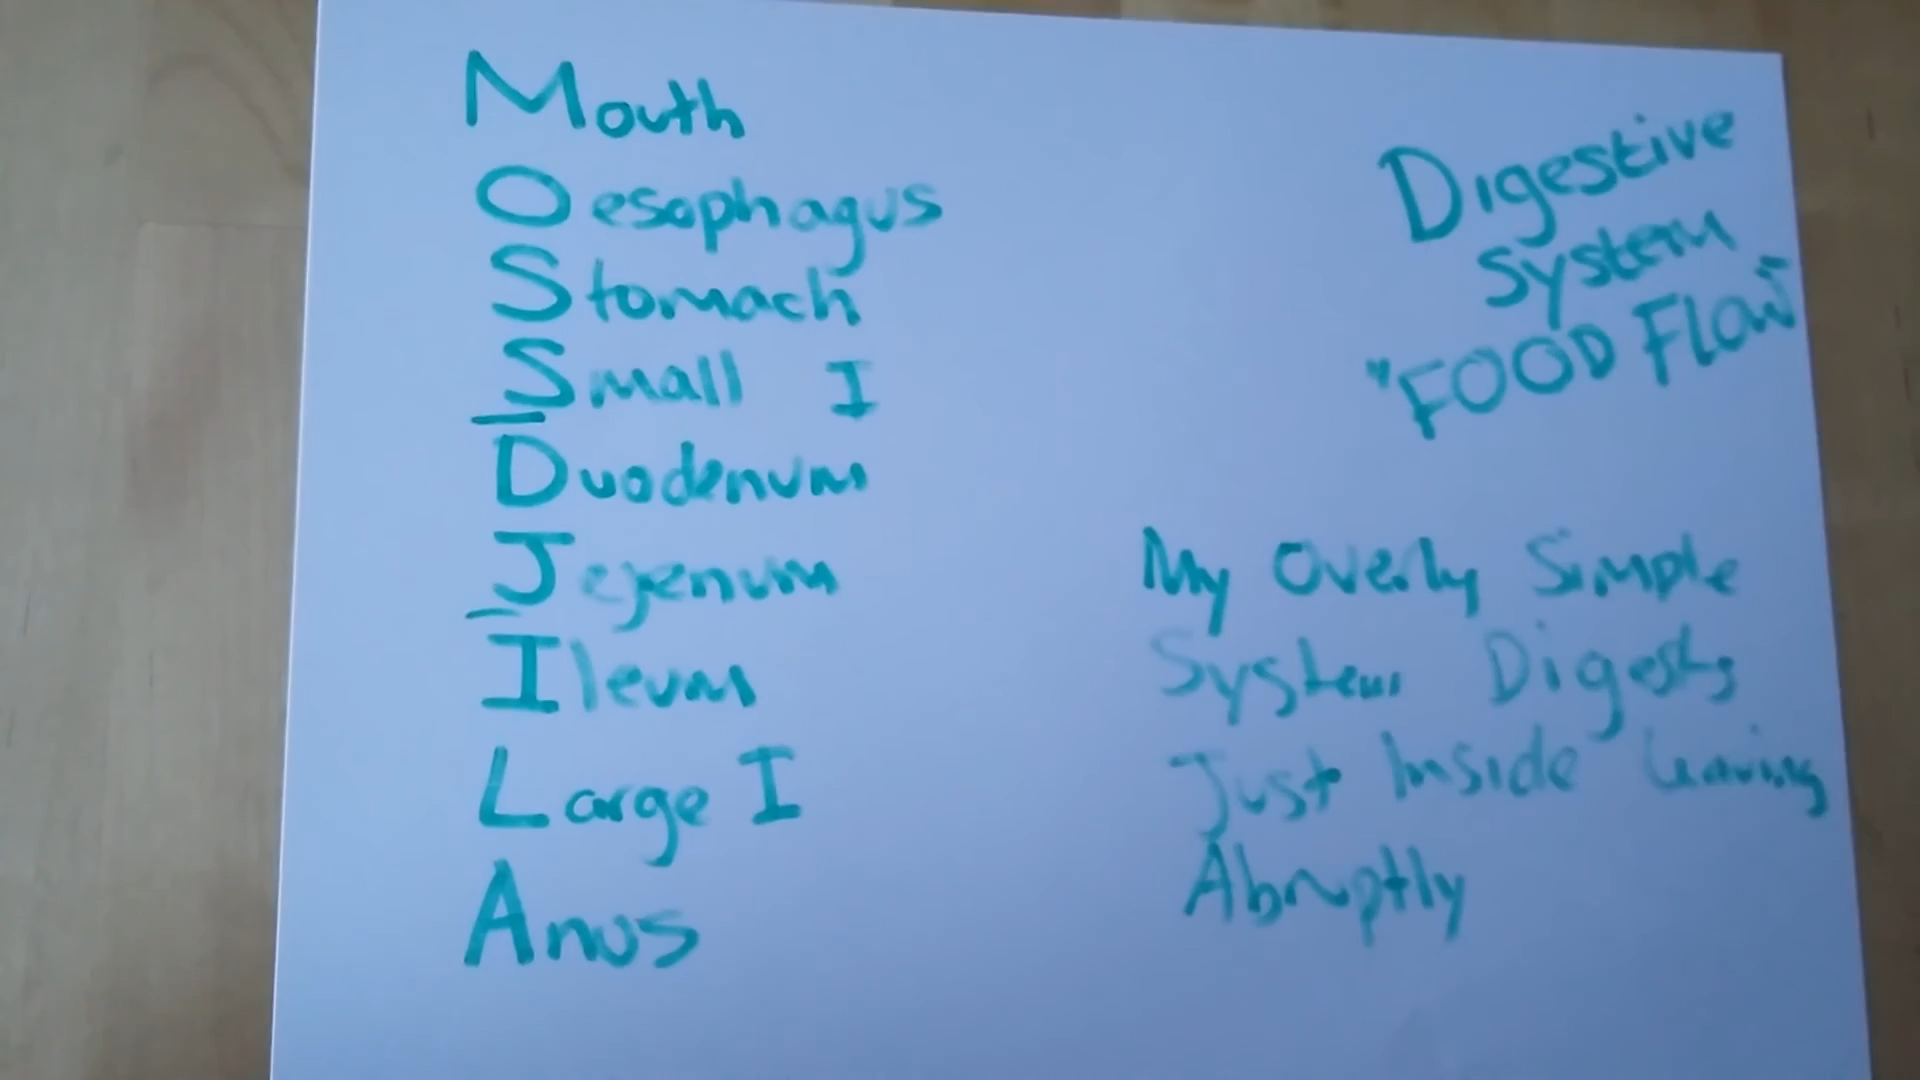 Mouth
Oesophagus
Stomach
Small I
Duodenum
Jejenum
Ileum
Large I
Anus
Digestive
System
"FOOD FLOW"
My Overly Simple
System Digests
Just Inside Leaving
Abruptly